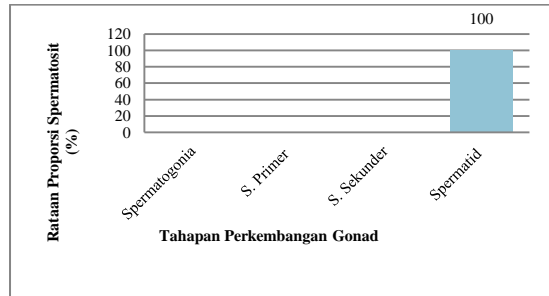 100
120
100
80
60
40
20
0
Rataan Proporsi Spermatosit
(%)
Spermatogonia
S. Primer
S. Sekunder
Spermatid
Tahapan Perkembangan Gonad